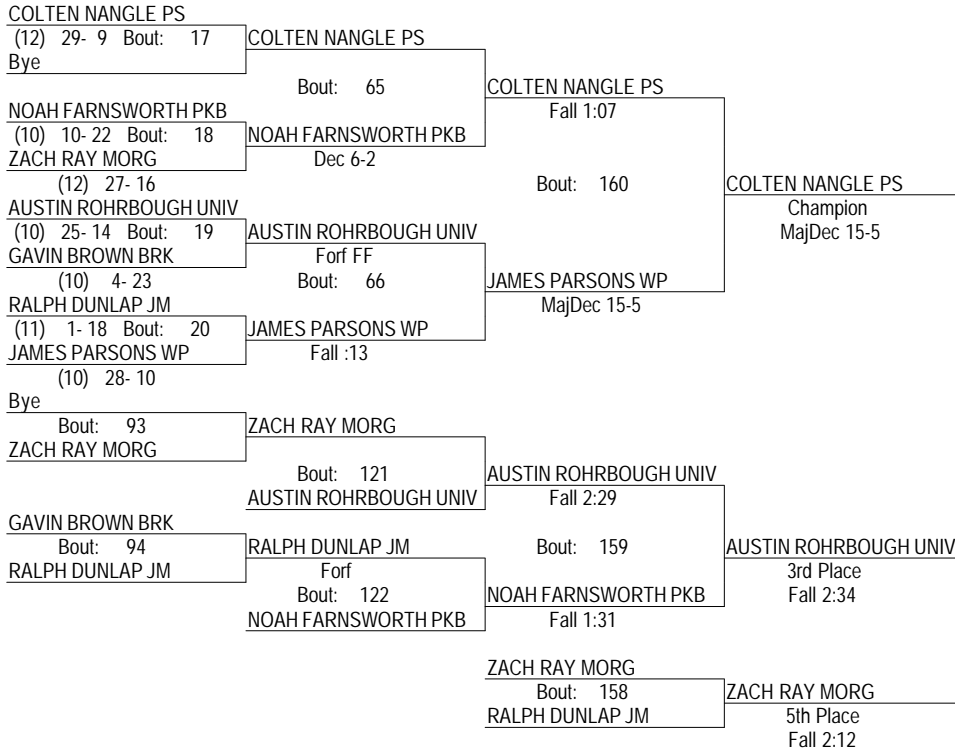 COLTEN NANGLE PS
(12) 29- 9 Bout: 17
Bye
COLTEN NANGLE PS
Bout: 65
COLTEN NANGLE PS
Fall 1:07
NOAH FARNSWORTH PKB
(10) 10- 22 Bout: 18
ZACH RAY MORG
(12) 27- 16
NOAH FARNSWORTH PKB
Dec 6-2
Bout: 160
COLTEN NANGLE PS
Champion
MajDec 15-5
AUSTIN ROHRBOUGH UNIV
(10) 25- 14 Bout: 19
GAVIN BROWN BRK
(10) 4- 23
AUSTIN ROHRBOUGH UNIV
Forf FF
Bout: 66
JAMES PARSONS WP
MajDec 15-5
RALPH DUNLAP JM
(11) 1- 18 Bout: 20
JAMES PARSONS WP
(10) 28- 10
JAMES PARSONS WP
Fall :13
Bye
Bout: 93
ZACH RAY MORG
ZACH RAY MORG
Bout: 121
AUSTIN ROHRBOUGH UNIV
AUSTIN ROHRBOUGH UNIV
Fall 2:29
GAVIN BROWN BRK
Bout: 94
RALPH DUNLAP JM
RALPH DUNLAP JM
Forf
Bout: 122
NOAH FARNSWORTH PKB
Bout: 159
NOAH FARNSWORTH PKB
Fall 1:31
AUSTIN ROHRBOUGH UNIV
3rd Place
Fall 2:34
ZACH RAY MORG
Bout: 158
RALPH DUNLAP JM
ZACH RAY MORG
5th Place
Fall 2:12